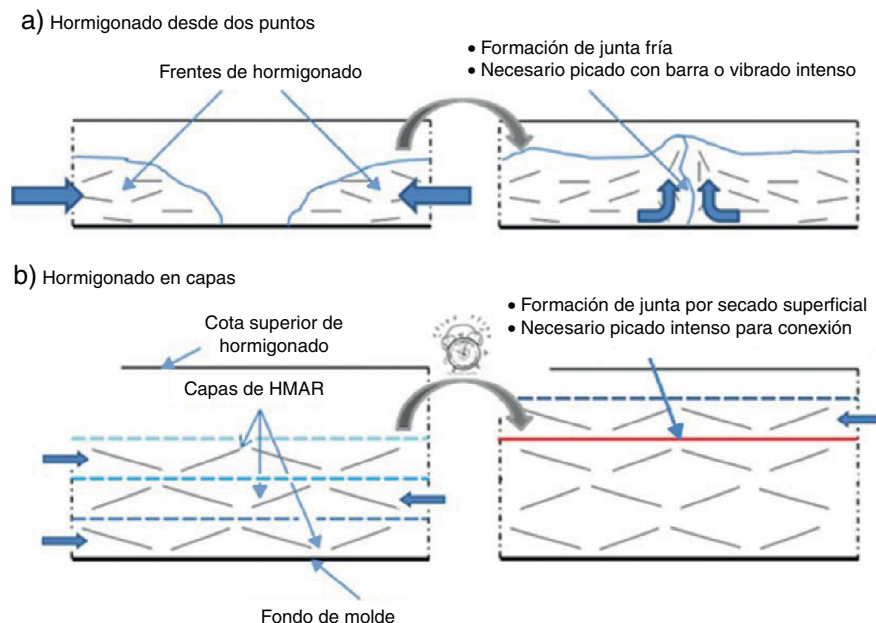 a) Hormigonado desde dos puntos
Frentes de hormigonado
• Formación de junta fría
• Necesario picado con barra o vibrado intenso
b) Hormigonado en capas
Cota superior de
hormigonado
Capas de HMAR
• Formación de junta por secado superficial
• Necesario picado intenso para conexión
Fondo de molde